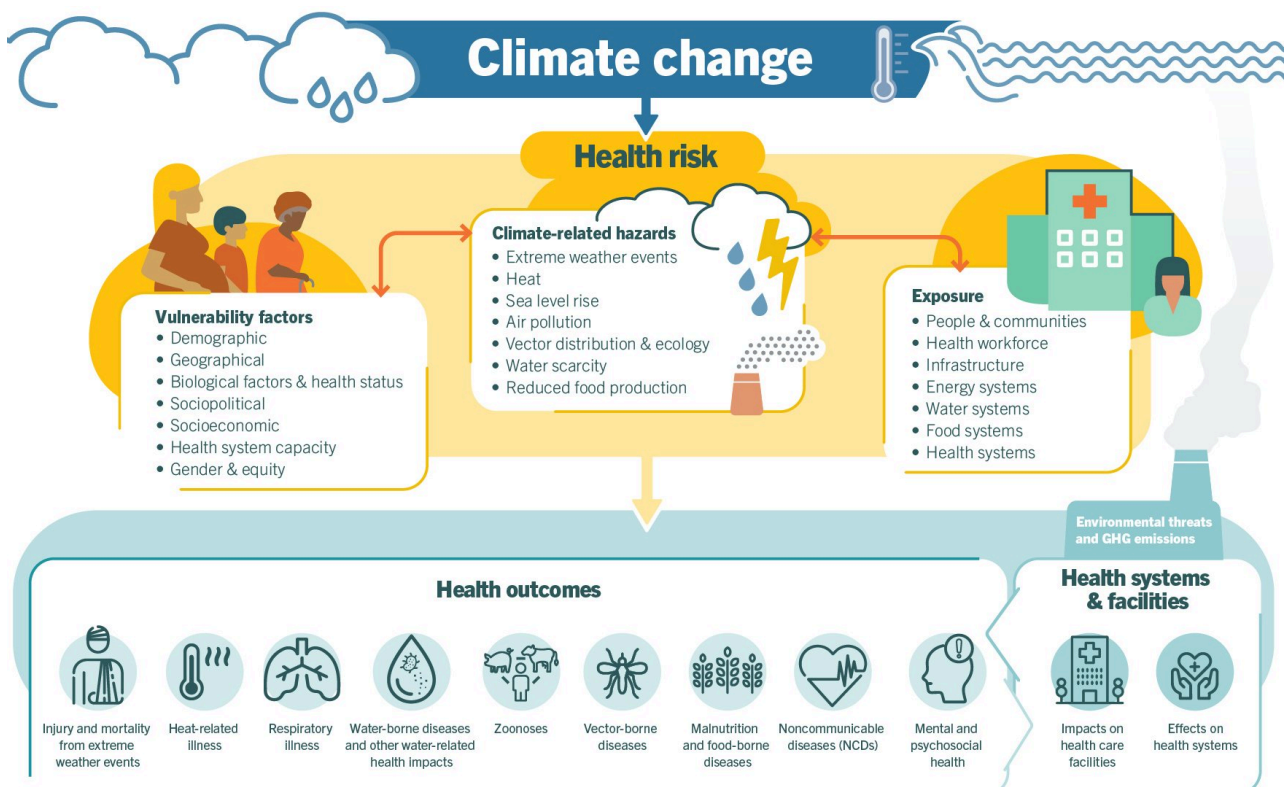 Climate change
Health risk
Vulnerability factors
• Demographic
• Geographical
• Biological factors & health status
• Sociopolitical
• Socioeconomic
• Health system capacity
• Gender & equity
Climate-related hazards
• Extreme weather events
• Heat
• Sea level rise
• Air pollution
• Vector distribution & ecology
• Water scarcity
• Reduced food production
Exposure
• People & communities
• Health workforce
• Infrastructure
• Energy systems
• Water systems
• Food systems
• Health systems
Environmental threats
and GHG emissions
Health outcomes
Injury and mortality
from extreme
weather events
Heat-related
illness
Respiratory
illness
Water-borne diseases
and other water-related
health impacts
Zoonoses
Vector-borne
diseases
Malnutrition
and food-borne
diseases
Noncommunicable
diseases (NCDs)
Mental and
psychosocial
health
Health systems
& facilities
Impacts on
health care
facilities
Effects on
health systems